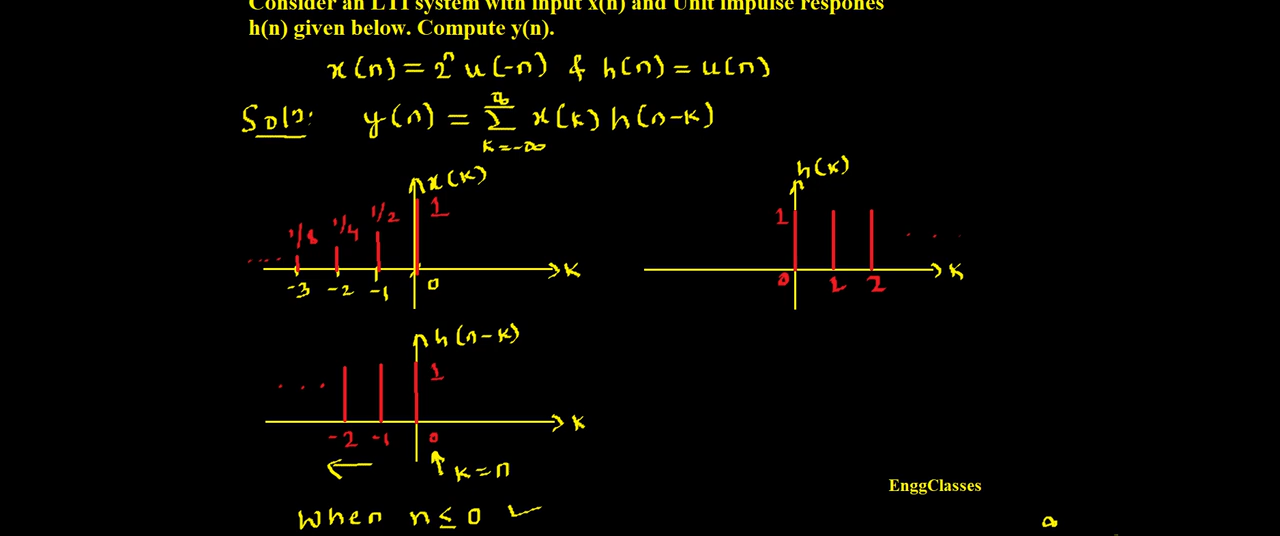 Consider an LTI system with input x(n) and Unit impulse respones
h(n) given below. Compute y(n).
x(n) = 2ⁿ u(-n) & h(n) = u(n)
Soln: y(n) = ∞ Σ k=-∞ x(k) h(n-k)
x(k)
1/8 1/4 1/2 1
.... k
-3 -2 -1 0
h(k)
1
.... k
0 1 2
h(n-k)
... 1
k
-2 -1 0
← ↑ k=n
EnggClasses
When n≤0 ✓